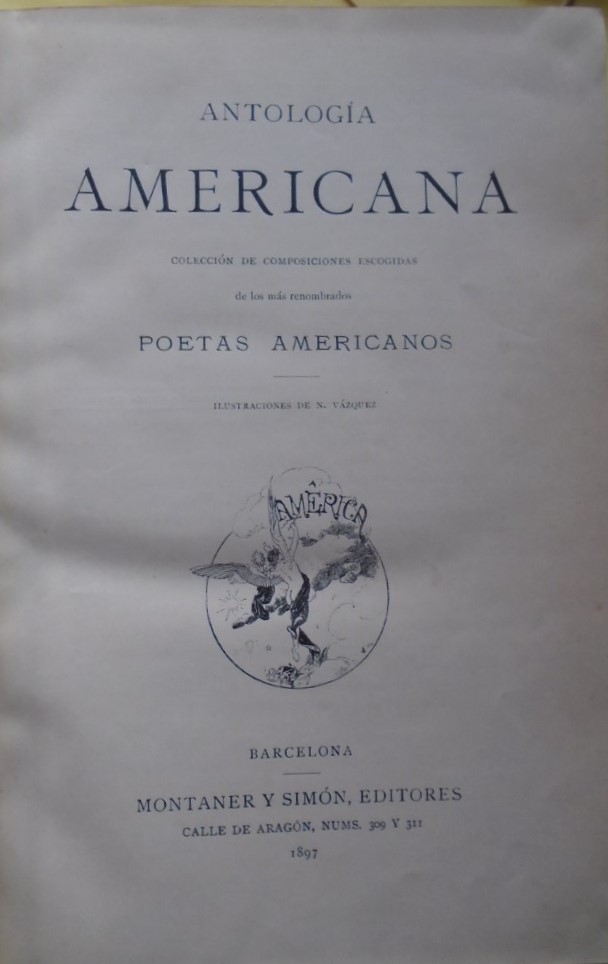 ANTOLOGÍA
AMERICANA
COLECCIÓN DE COMPOSICIONES ESCOGIDAS
de los más renombrados
POETAS AMERICANOS
ILUSTRACIONES DE N. VÁZQUEZ
AMÉRICA
BARCELONA
MONTANER Y SIMÓN, EDITORES
CALLE DE ARAGÓN, NUMS. 309 Y 311
1897